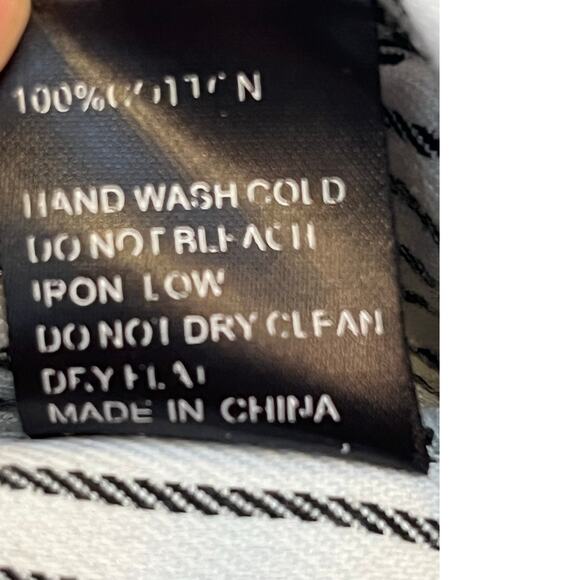 100% COTTON
HAND WASH COLD
DO NOT BLEACH
IRON LOW
DO NOT DRY CLEAN
DRY FLAT
MADE IN CHINA